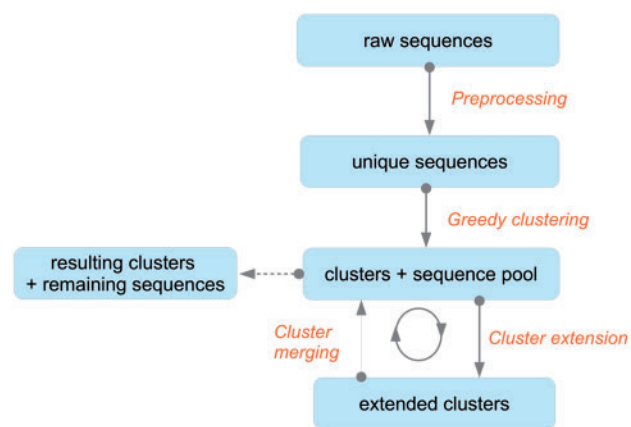 raw sequences
Preprocessing
unique sequences
Greedy clustering
resulting clusters
+ remaining sequences
clusters + sequence pool
Cluster
merging
Cluster extension
extended clusters